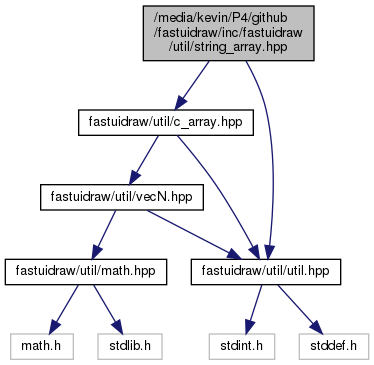 /media/kevin/P4/github
/fastuidraw/inc/fastuidraw
/util/string_array.hpp
fastuidraw/util/c_array.hpp
fastuidraw/util/vecN.hpp
fastuidraw/util/math.hpp
fastuidraw/util/util.hpp
math.h
stdlib.h
stdint.h
stddef.h